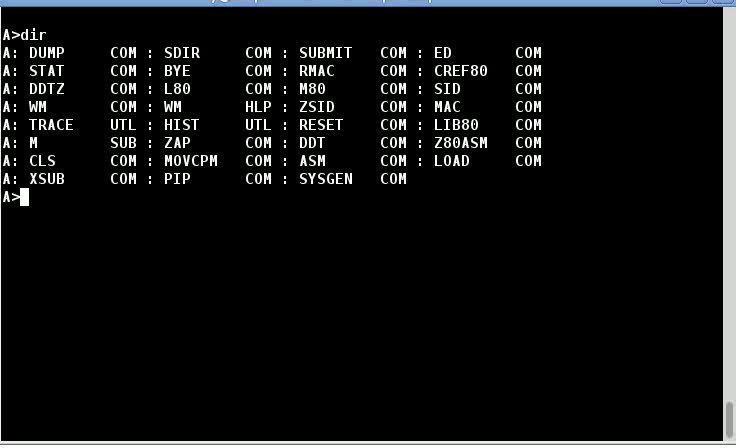 A>dir
A: DUMP     COM : SDIR     COM : SUBMIT   COM : ED       COM
A: STAT     COM : BYE      COM : RMAC     COM : CREF80   COM
A: DDTZ     COM : L80      COM : M80      COM : SID      COM
A: WM       COM : WM       HLP : ZSID     COM : MAC      COM
A: TRACE    UTL : HIST     UTL : RESET    COM : LIB80    COM
A: M        SUB : ZAP      COM : DDT      COM : Z80ASM   COM
A: CLS      COM : MOVCPM   COM : ASM      COM : LOAD     COM
A: XSUB     COM : PIP      COM : SYSGEN   COM
A>